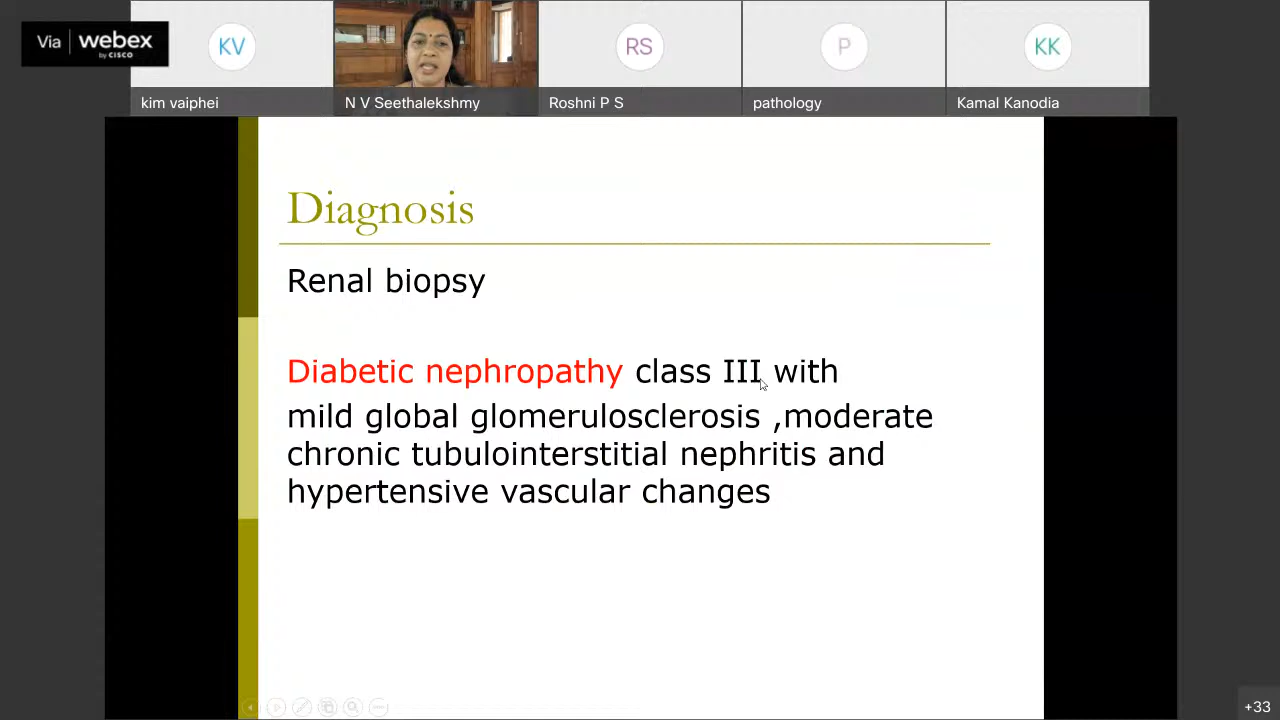 Via webex
by CISCO
KV
RS
P
KK
kim vaiphei
N V Seethalekshmy
Roshni P S
pathology
Kamal Kanodia
Diagnosis
Renal biopsy
Diabetic nephropathy class III with
mild global glomerulosclerosis ,moderate
chronic tubulointerstitial nephritis and
hypertensive vascular changes
+33